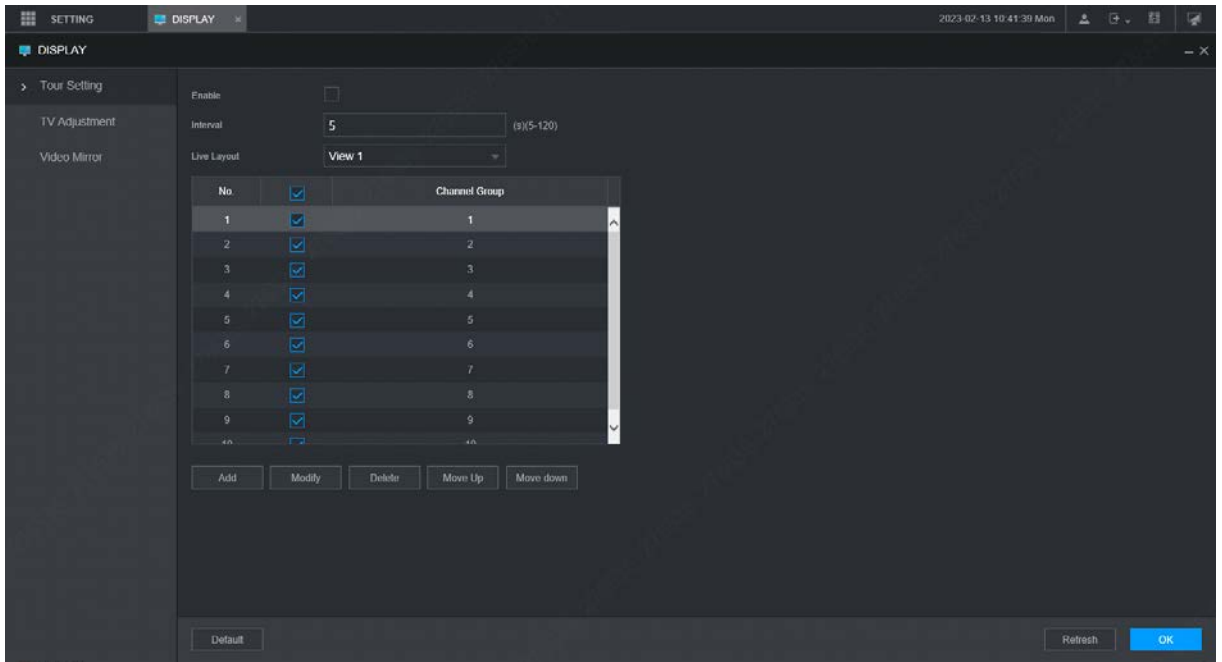 SETTING DISPLAY × 2023-02-13 10:41:39 Mon
DISPLAY
Tour Setting
TV Adjustment
Video Mirror
Enable
Interval 5 (s)(5-120)
Live Layout View 1
No. Channel Group
1 1
2 2
3 3
4 4
5 5
6 6
7 7
8 8
9 9
10 10
Add Modify Delete Move Up Move down
Default Refresh OK